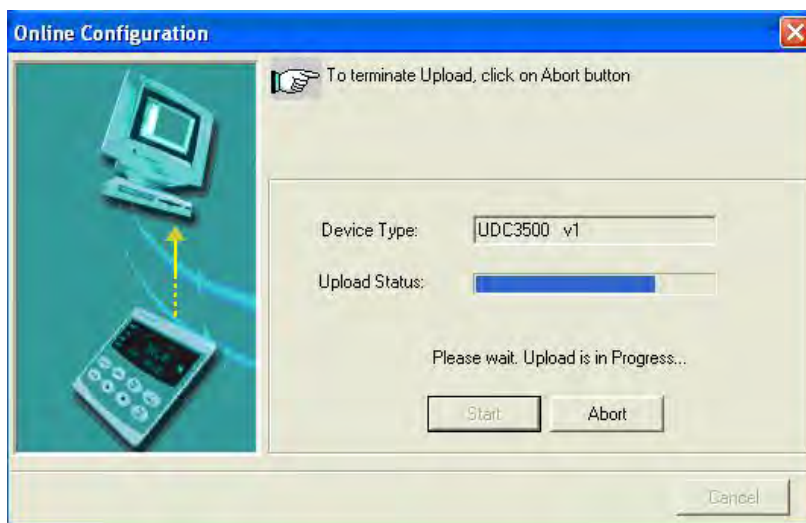 Online Configuration
To terminate Upload, click on Abort button
Device Type: UDC3500 v1
Upload Status:
Please wait. Upload is in Progress...
Start Abort
Cancel